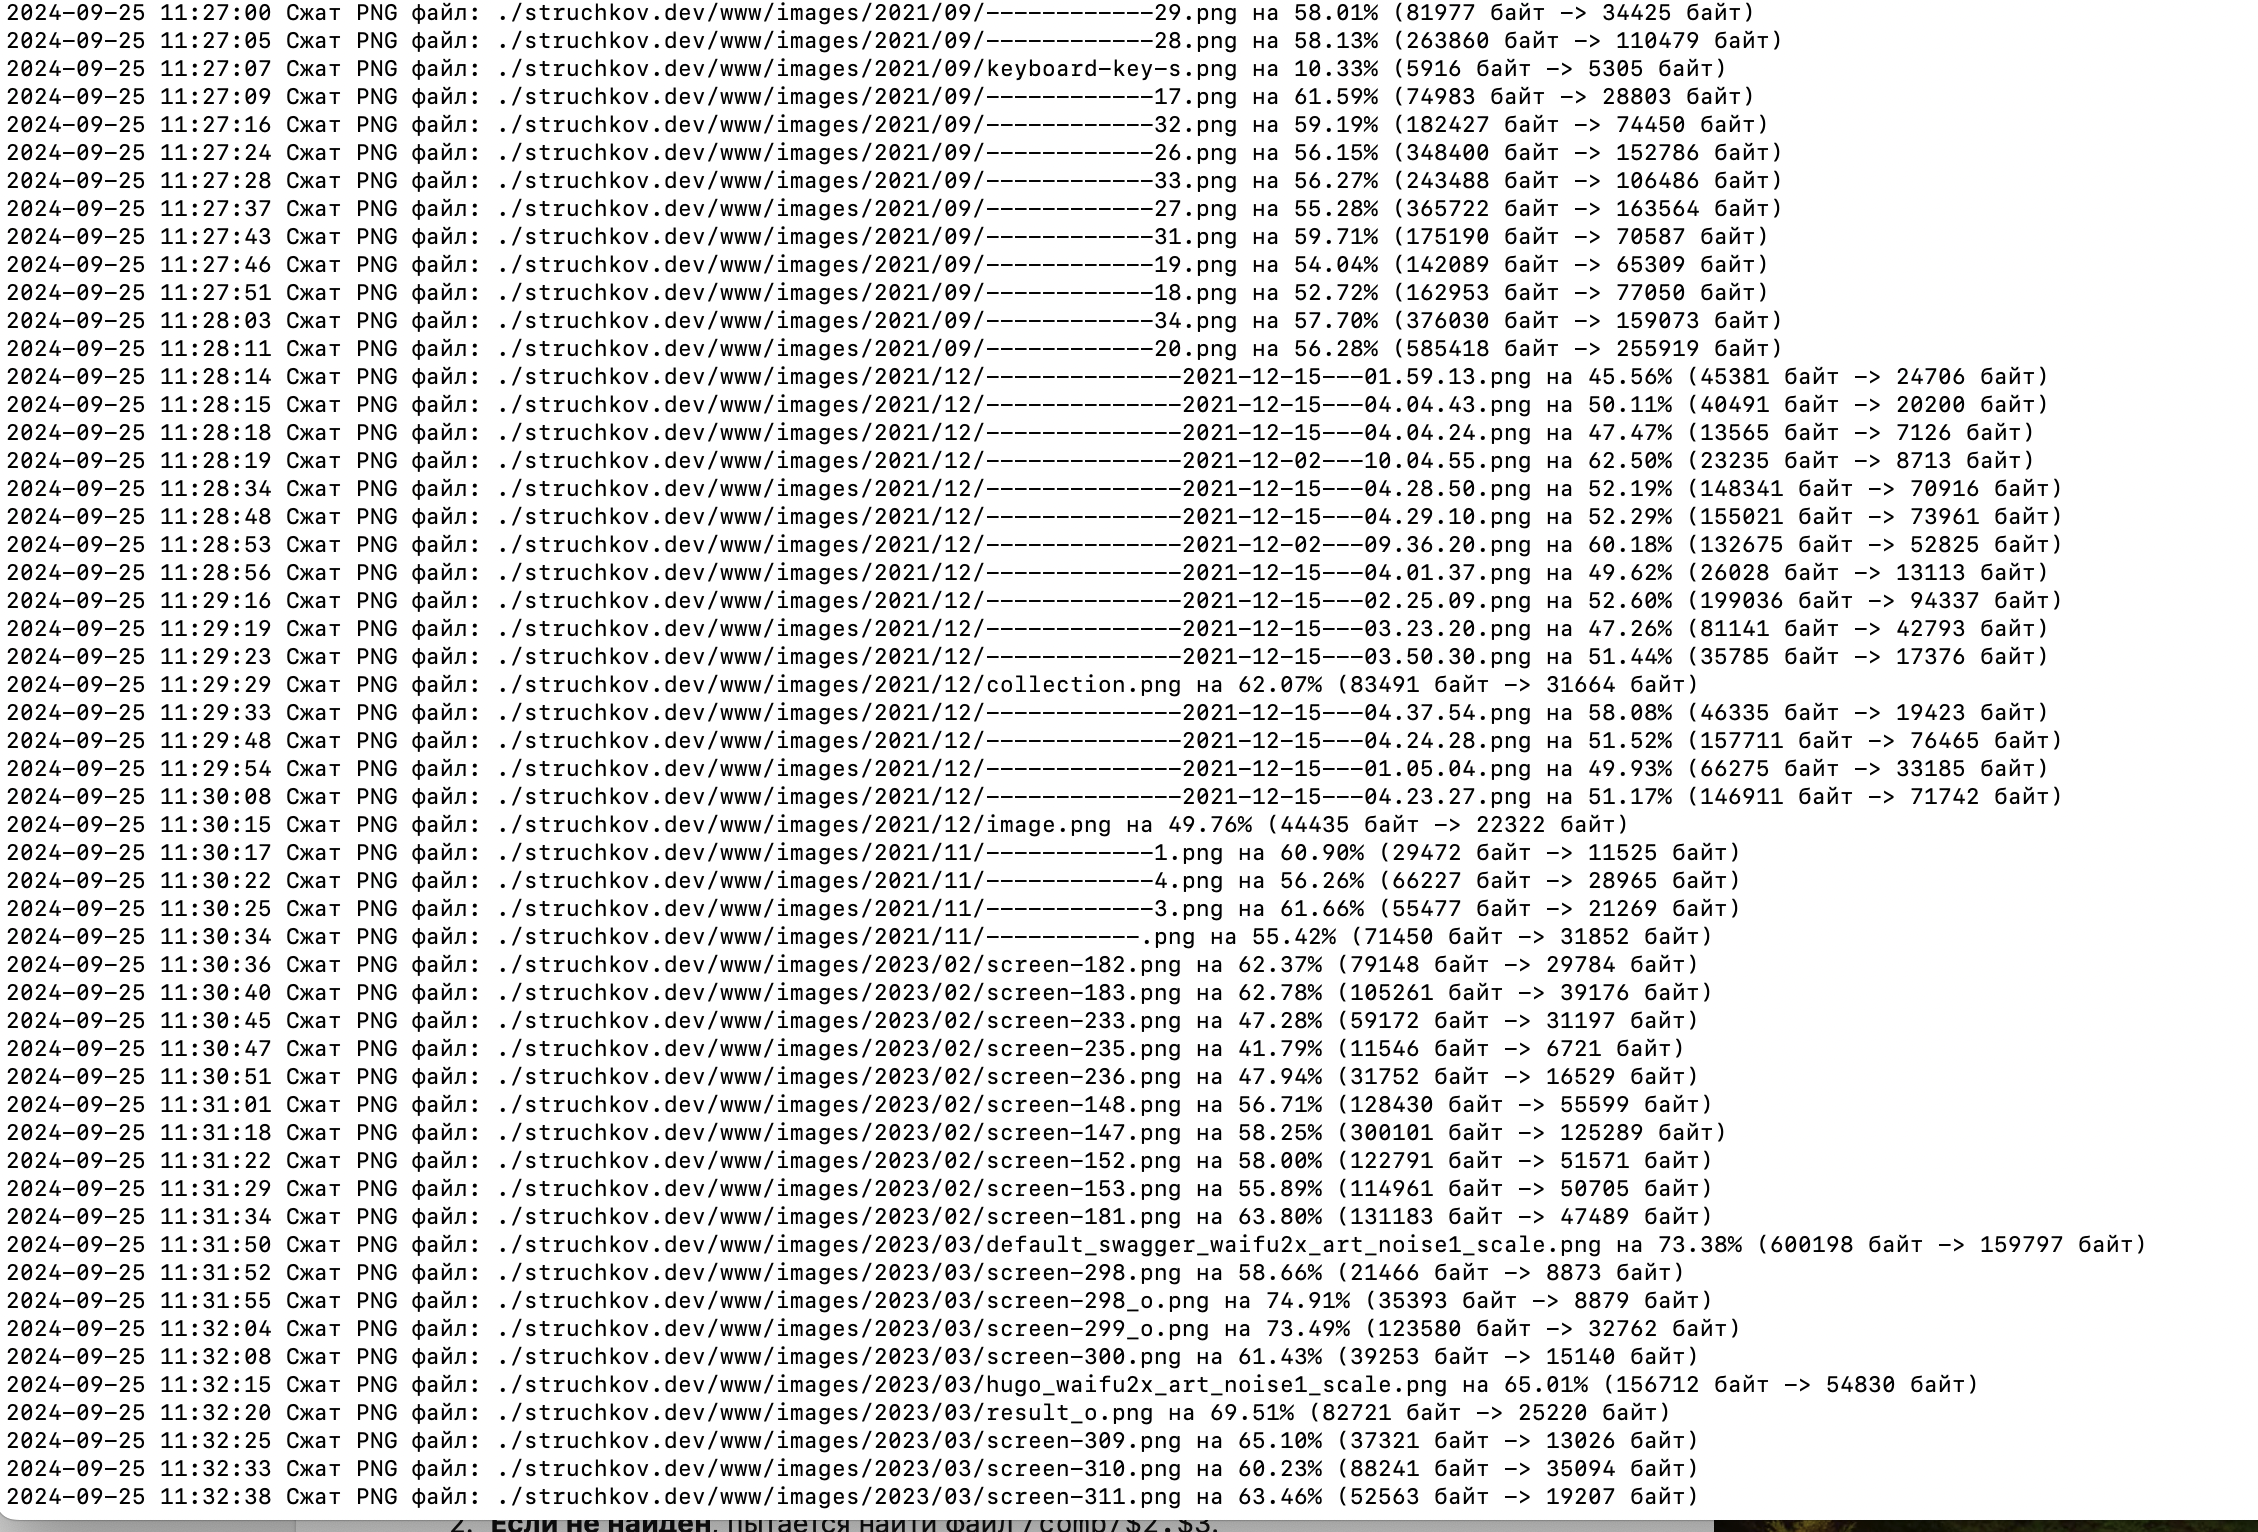 2024-09-25 11:27:00 Сжат PNG файл: ./struchkov.dev/www/images/2021/09/------------29.png на 58.01% (81977 байт -> 34425 байт)
2024-09-25 11:27:05 Сжат PNG файл: ./struchkov.dev/www/images/2021/09/------------28.png на 58.13% (263860 байт -> 110479 байт)
2024-09-25 11:27:07 Сжат PNG файл: ./struchkov.dev/www/images/2021/09/keyboard-key-s.png на 10.33% (5916 байт -> 5305 байт)
2024-09-25 11:27:09 Сжат PNG файл: ./struchkov.dev/www/images/2021/09/------------17.png на 61.59% (74983 байт -> 28803 байт)
2024-09-25 11:27:16 Сжат PNG файл: ./struchkov.dev/www/images/2021/09/------------32.png на 59.19% (182427 байт -> 74450 байт)
2024-09-25 11:27:24 Сжат PNG файл: ./struchkov.dev/www/images/2021/09/------------26.png на 56.15% (348400 байт -> 152786 байт)
2024-09-25 11:27:28 Сжат PNG файл: ./struchkov.dev/www/images/2021/09/------------33.png на 56.27% (243488 байт -> 106486 байт)
2024-09-25 11:27:37 Сжат PNG файл: ./struchkov.dev/www/images/2021/09/------------27.png на 55.28% (365722 байт -> 163564 байт)
2024-09-25 11:27:43 Сжат PNG файл: ./struchkov.dev/www/images/2021/09/------------31.png на 59.71% (175190 байт -> 70587 байт)
2024-09-25 11:27:46 Сжат PNG файл: ./struchkov.dev/www/images/2021/09/------------19.png на 54.04% (142089 байт -> 65309 байт)
2024-09-25 11:27:51 Сжат PNG файл: ./struchkov.dev/www/images/2021/09/------------18.png на 52.72% (162953 байт -> 77050 байт)
2024-09-25 11:28:03 Сжат PNG файл: ./struchkov.dev/www/images/2021/09/------------34.png на 57.70% (376030 байт -> 159073 байт)
2024-09-25 11:28:11 Сжат PNG файл: ./struchkov.dev/www/images/2021/09/------------20.png на 56.28% (585418 байт -> 255919 байт)
2024-09-25 11:28:14 Сжат PNG файл: ./struchkov.dev/www/images/2021/12/--------------2021-12-15---01.59.13.png на 45.56% (45381 байт -> 24706 байт)
2024-09-25 11:28:15 Сжат PNG файл: ./struchkov.dev/www/images/2021/12/--------------2021-12-15---04.04.43.png на 50.11% (40491 байт -> 20200 байт)
2024-09-25 11:28:18 Сжат PNG файл: ./struchkov.dev/www/images/2021/12/--------------2021-12-15---04.04.24.png на 47.47% (13565 байт -> 7126 байт)
2024-09-25 11:28:19 Сжат PNG файл: ./struchkov.dev/www/images/2021/12/--------------2021-12-02---10.04.55.png на 62.50% (23235 байт -> 8713 байт)
2024-09-25 11:28:34 Сжат PNG файл: ./struchkov.dev/www/images/2021/12/--------------2021-12-15---04.28.50.png на 52.19% (148341 байт -> 70916 байт)
2024-09-25 11:28:48 Сжат PNG файл: ./struchkov.dev/www/images/2021/12/--------------2021-12-15---04.29.10.png на 52.29% (155021 байт -> 73961 байт)
2024-09-25 11:28:53 Сжат PNG файл: ./struchkov.dev/www/images/2021/12/--------------2021-12-02---09.36.20.png на 60.18% (132675 байт -> 52825 байт)
2024-09-25 11:28:56 Сжат PNG файл: ./struchkov.dev/www/images/2021/12/--------------2021-12-15---04.01.37.png на 49.62% (26028 байт -> 13113 байт)
2024-09-25 11:29:16 Сжат PNG файл: ./struchkov.dev/www/images/2021/12/--------------2021-12-15---02.25.09.png на 52.60% (199036 байт -> 94337 байт)
2024-09-25 11:29:19 Сжат PNG файл: ./struchkov.dev/www/images/2021/12/--------------2021-12-15---03.23.20.png на 47.26% (81141 байт -> 42793 байт)
2024-09-25 11:29:23 Сжат PNG файл: ./struchkov.dev/www/images/2021/12/--------------2021-12-15---03.50.30.png на 51.44% (35785 байт -> 17376 байт)
2024-09-25 11:29:29 Сжат PNG файл: ./struchkov.dev/www/images/2021/12/collection.png на 62.07% (83491 байт -> 31664 байт)
2024-09-25 11:29:33 Сжат PNG файл: ./struchkov.dev/www/images/2021/12/--------------2021-12-15---04.37.54.png на 58.08% (46335 байт -> 19423 байт)
2024-09-25 11:29:48 Сжат PNG файл: ./struchkov.dev/www/images/2021/12/--------------2021-12-15---04.24.28.png на 51.52% (157711 байт -> 76465 байт)
2024-09-25 11:29:54 Сжат PNG файл: ./struchkov.dev/www/images/2021/12/--------------2021-12-15---01.05.04.png на 49.93% (66275 байт -> 33185 байт)
2024-09-25 11:30:08 Сжат PNG файл: ./struchkov.dev/www/images/2021/12/--------------2021-12-15---04.23.27.png на 51.17% (146911 байт -> 71742 байт)
2024-09-25 11:30:15 Сжат PNG файл: ./struchkov.dev/www/images/2021/12/image.png на 49.76% (44435 байт -> 22322 байт)
2024-09-25 11:30:17 Сжат PNG файл: ./struchkov.dev/www/images/2021/11/------------1.png на 60.90% (29472 байт -> 11525 байт)
2024-09-25 11:30:22 Сжат PNG файл: ./struchkov.dev/www/images/2021/11/------------4.png на 56.26% (66227 байт -> 28965 байт)
2024-09-25 11:30:25 Сжат PNG файл: ./struchkov.dev/www/images/2021/11/------------3.png на 61.66% (55477 байт -> 21269 байт)
2024-09-25 11:30:34 Сжат PNG файл: ./struchkov.dev/www/images/2021/11/-----------.png на 55.42% (71450 байт -> 31852 байт)
2024-09-25 11:30:36 Сжат PNG файл: ./struchkov.dev/www/images/2023/02/screen-182.png на 62.37% (79148 байт -> 29784 байт)
2024-09-25 11:30:40 Сжат PNG файл: ./struchkov.dev/www/images/2023/02/screen-183.png на 62.78% (105261 байт -> 39176 байт)
2024-09-25 11:30:45 Сжат PNG файл: ./struchkov.dev/www/images/2023/02/screen-233.png на 47.28% (59172 байт -> 31197 байт)
2024-09-25 11:30:47 Сжат PNG файл: ./struchkov.dev/www/images/2023/02/screen-235.png на 41.79% (11546 байт -> 6721 байт)
2024-09-25 11:30:51 Сжат PNG файл: ./struchkov.dev/www/images/2023/02/screen-236.png на 47.94% (31752 байт -> 16529 байт)
2024-09-25 11:31:01 Сжат PNG файл: ./struchkov.dev/www/images/2023/02/screen-148.png на 56.71% (128430 байт -> 55599 байт)
2024-09-25 11:31:18 Сжат PNG файл: ./struchkov.dev/www/images/2023/02/screen-147.png на 58.25% (300101 байт -> 125289 байт)
2024-09-25 11:31:22 Сжат PNG файл: ./struchkov.dev/www/images/2023/02/screen-152.png на 58.00% (122791 байт -> 51571 байт)
2024-09-25 11:31:29 Сжат PNG файл: ./struchkov.dev/www/images/2023/02/screen-153.png на 55.89% (114961 байт -> 50705 байт)
2024-09-25 11:31:34 Сжат PNG файл: ./struchkov.dev/www/images/2023/02/screen-181.png на 63.80% (131183 байт -> 47489 байт)
2024-09-25 11:31:50 Сжат PNG файл: ./struchkov.dev/www/images/2023/03/default_swagger_waifu2x_art_noise1_scale.png на 73.38% (600198 байт -> 159797 байт)
2024-09-25 11:31:52 Сжат PNG файл: ./struchkov.dev/www/images/2023/03/screen-298.png на 58.66% (21466 байт -> 8873 байт)
2024-09-25 11:31:55 Сжат PNG файл: ./struchkov.dev/www/images/2023/03/screen-298_o.png на 74.91% (35393 байт -> 8879 байт)
2024-09-25 11:32:04 Сжат PNG файл: ./struchkov.dev/www/images/2023/03/screen-299_o.png на 73.49% (123580 байт -> 32762 байт)
2024-09-25 11:32:08 Сжат PNG файл: ./struchkov.dev/www/images/2023/03/screen-300.png на 61.43% (39253 байт -> 15140 байт)
2024-09-25 11:32:15 Сжат PNG файл: ./struchkov.dev/www/images/2023/03/hugo_waifu2x_art_noise1_scale.png на 65.01% (156712 байт -> 54830 байт)
2024-09-25 11:32:20 Сжат PNG файл: ./struchkov.dev/www/images/2023/03/result_o.png на 69.51% (82721 байт -> 25220 байт)
2024-09-25 11:32:25 Сжат PNG файл: ./struchkov.dev/www/images/2023/03/screen-309.png на 65.10% (37321 байт -> 13026 байт)
2024-09-25 11:32:33 Сжат PNG файл: ./struchkov.dev/www/images/2023/03/screen-310.png на 60.23% (88241 байт -> 35094 байт)
2024-09-25 11:32:38 Сжат PNG файл: ./struchkov.dev/www/images/2023/03/screen-311.png на 63.46% (52563 байт -> 19207 байт)
2. Если не найден, пытается найти файл /comp/$2.$3.